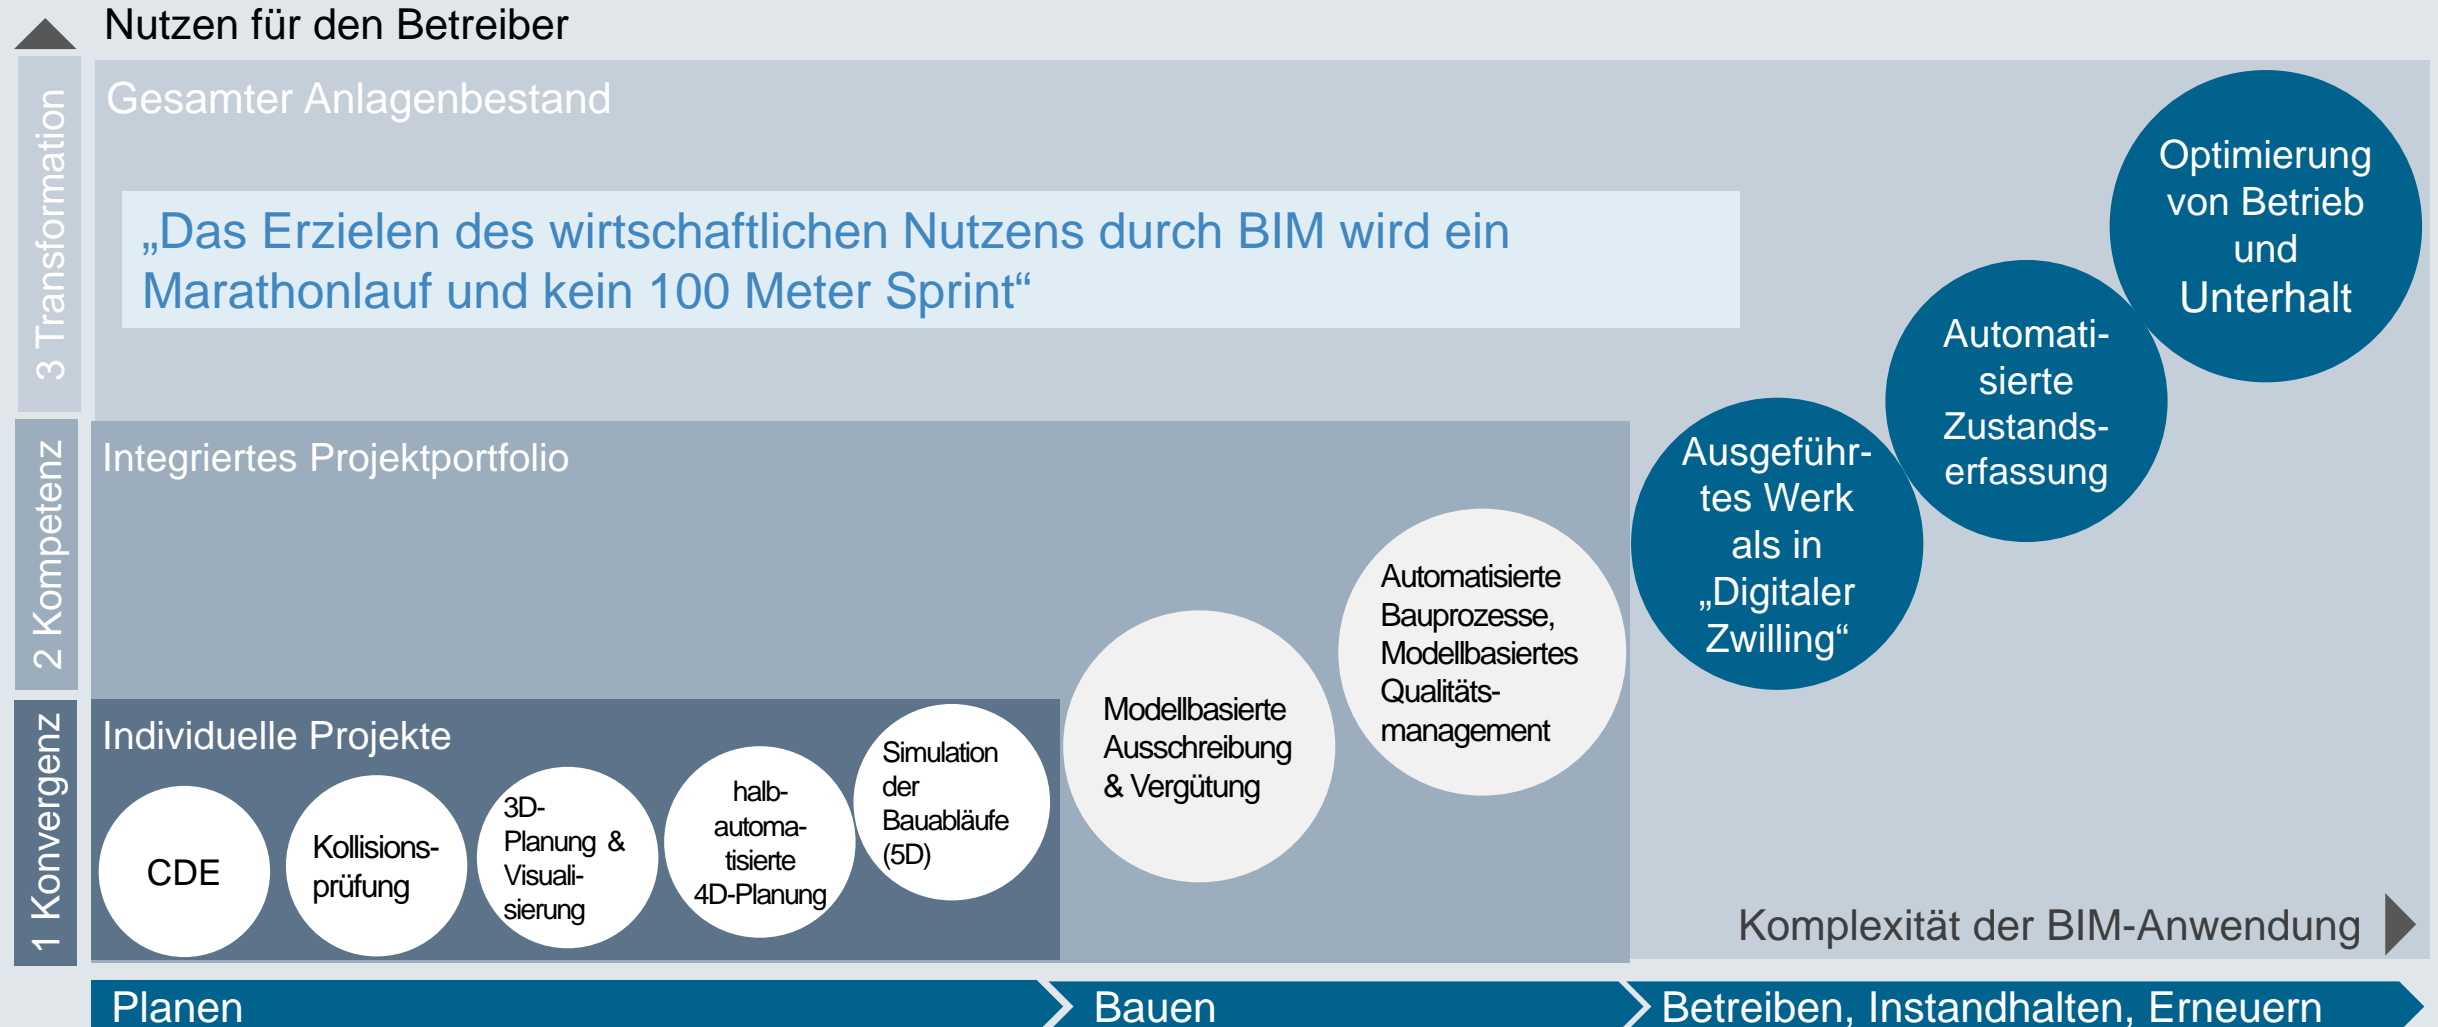 Nutzen für den Betreiber
3 Transformation
Gesamter Anlagenbestand
„Das Erzielen des wirtschaftlichen Nutzens durch BIM wird ein
Marathonlauf und kein 100 Meter Sprint“
Optimierung
von Betrieb
und
Unterhalt
Automati-
sierte
Zustands-
erfassung
Ausgeführ-
tes Werk
als in
„Digitaler
Zwilling“
2 Kompetenz
Integriertes Projektportfolio
Automatisierte
Bauprozesse,
Modellbasiertes
Qualitäts-
management
Modellbasierte
Ausschreibung
& Vergütung
1 Konvergenz
Individuelle Projekte
CDE
Kollisions-
prüfung
3D-
Planung &
Visuali-
sierung
halb-
automa-
tisierte
4D-Planung
Simulation
der
Bauabläufe
(5D)
Komplexität der BIM-Anwendung
Planen
Bauen
Betreiben, Instandhalten, Erneuern